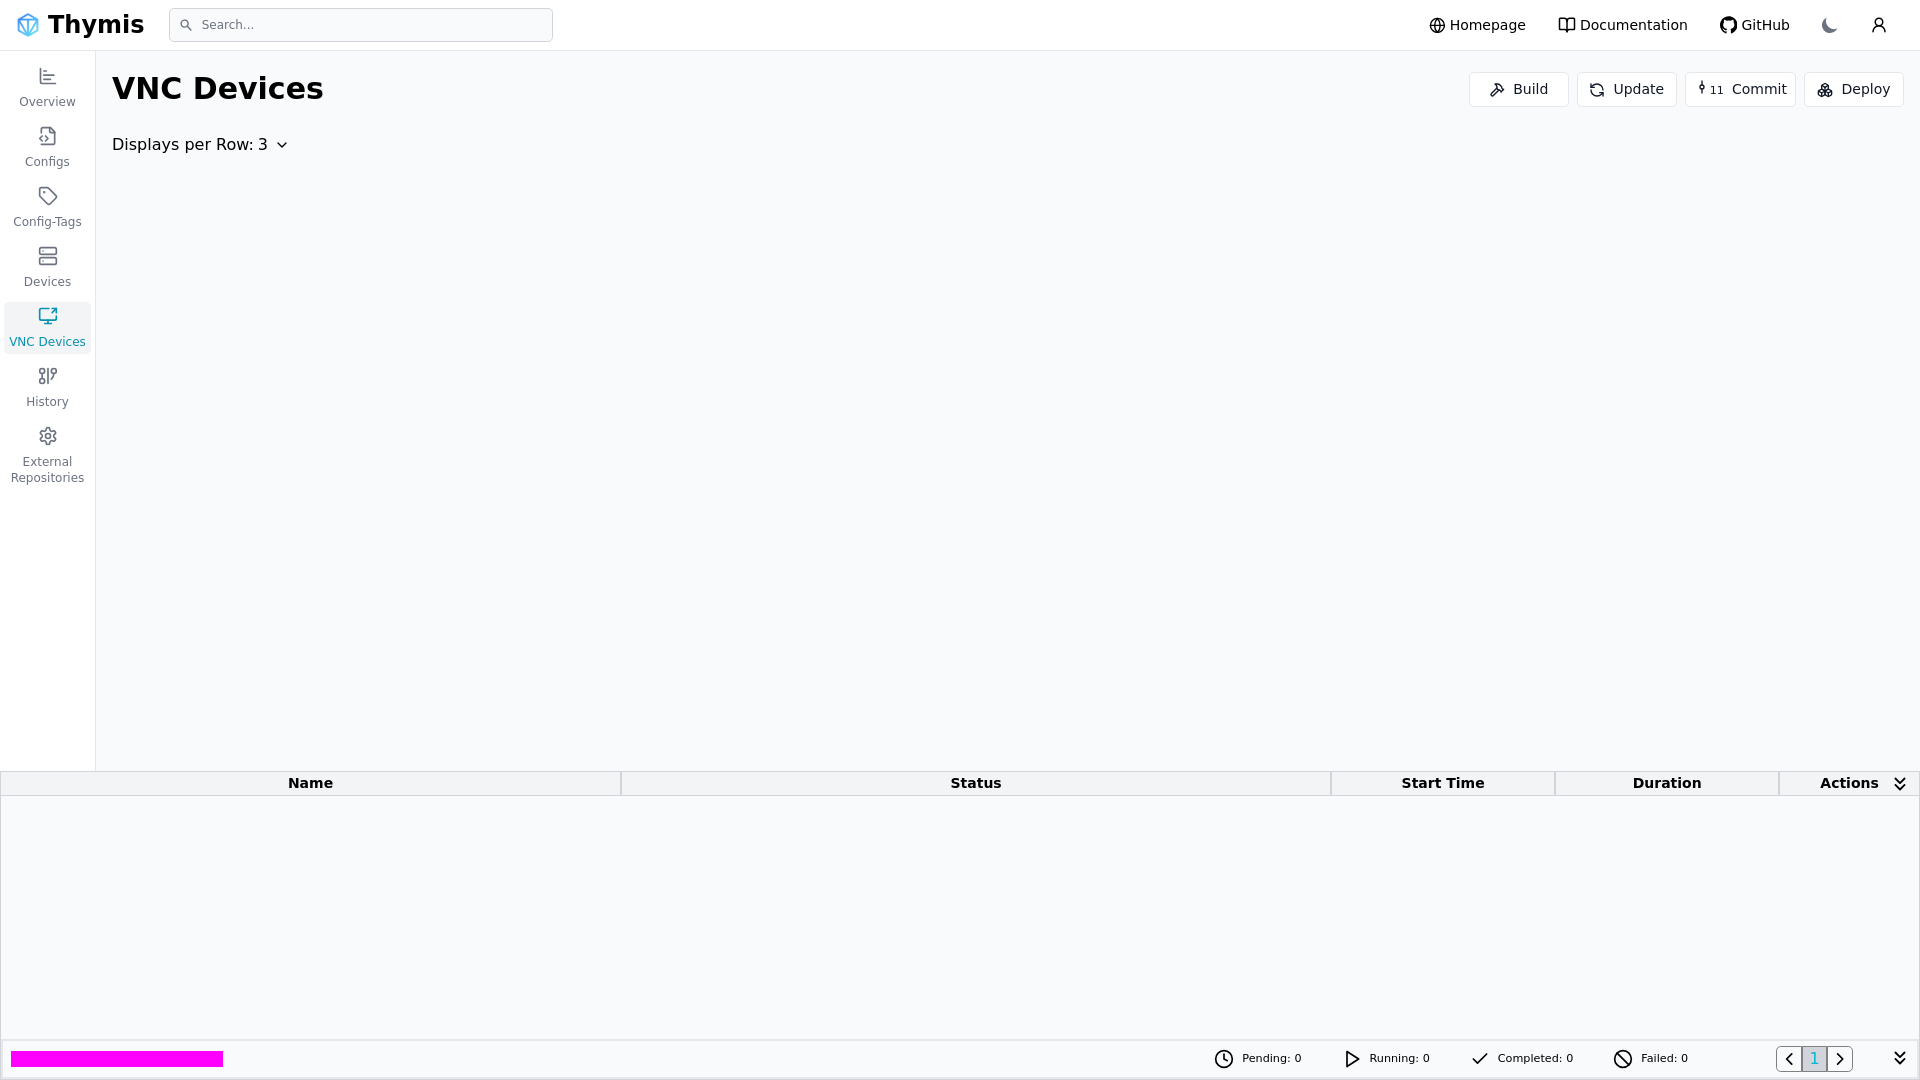 Thymis
Search...
Homepage
Documentation
GitHub
Overview
Configs
Config-Tags
Devices
VNC Devices
History
External
Repositories
VNC Devices
Build
Update
11 Commit
Deploy
Displays per Row: 3
Name
Status
Start Time
Duration
Actions
Pending: 0
Running: 0
Completed: 0
Failed: 0
1